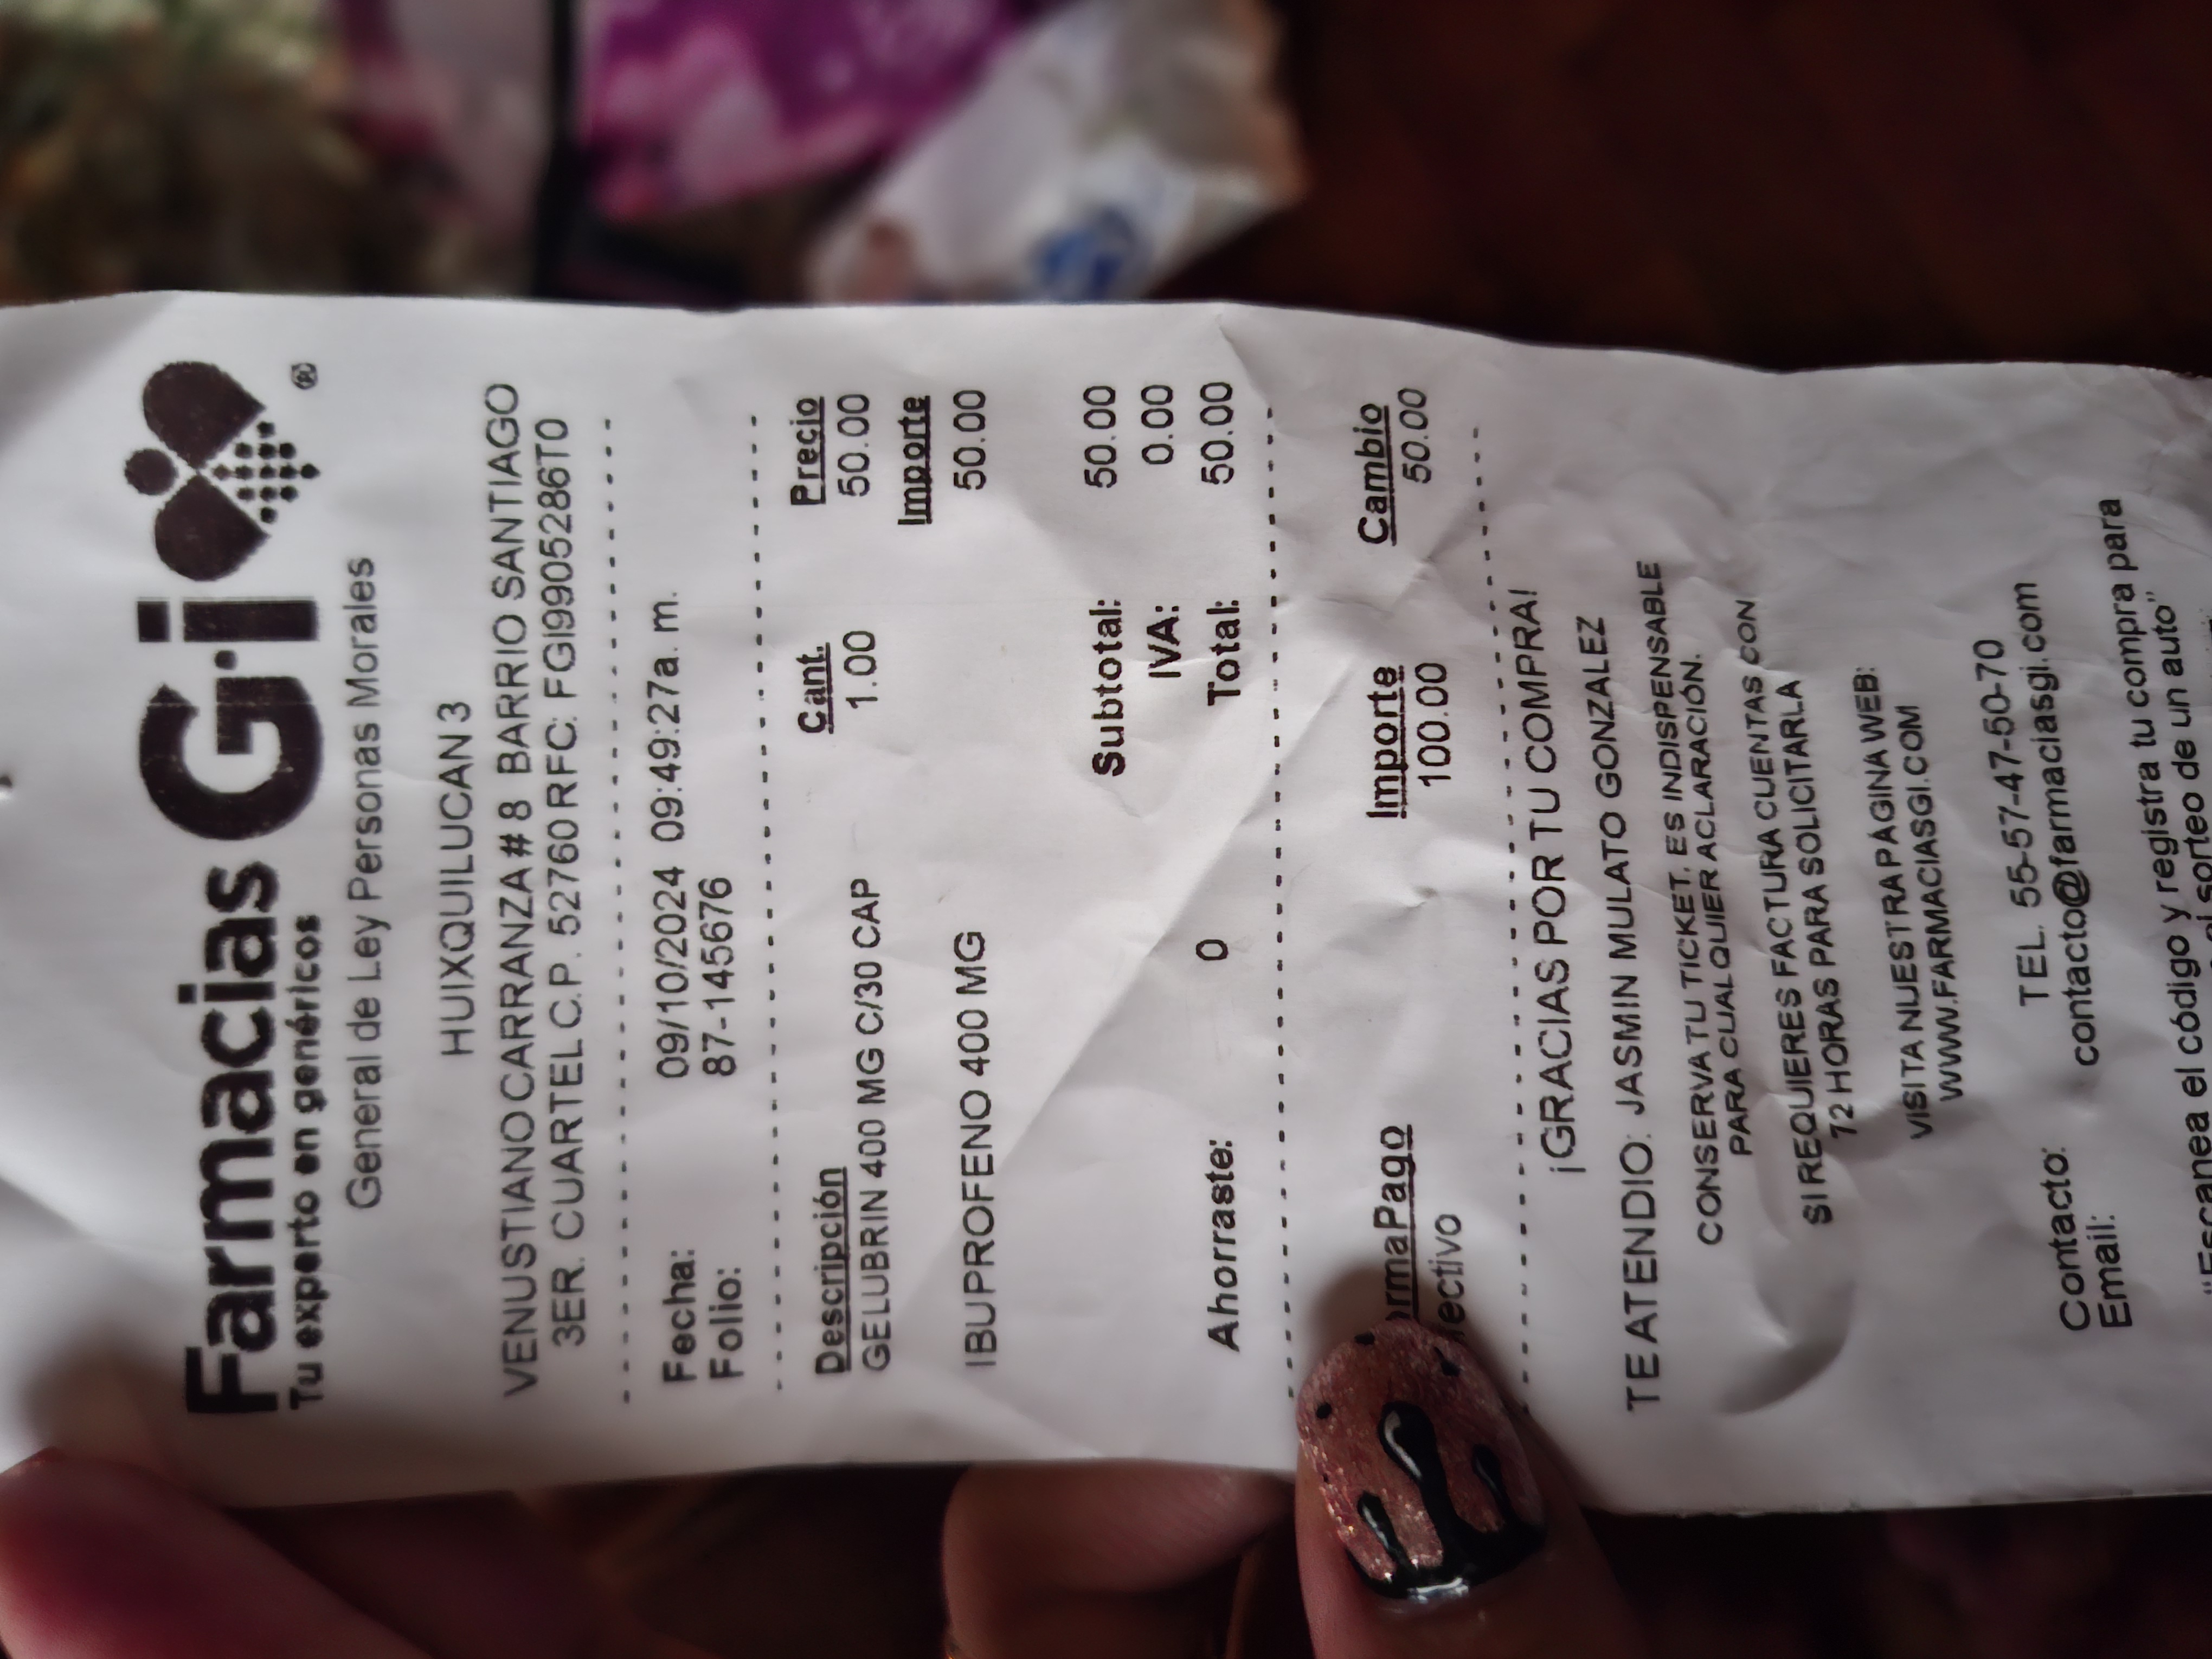 Farmacias G.i ®
Tu experto en genéricos
General de Ley Personas Morales
HUIXQUILUCAN 3
VENUSTIANO CARRANZA # 8 BARRIO SANTIAGO
3ER. CUARTEL C.P. 52760 RFC: FGI9905286T0
Fecha: 09/10/2024 09:49:27a. m.
Folio: 87-145676
Descripción Cant. Precio
GELUBRIN 400 MG C/30 CAP 1.00 50.00
Importe
IBUPROFENO 400 MG 50.00
Subtotal: 50.00
IVA: 0.00
Ahorraste: 0 Total: 50.00
ormaPago Importe Cambio
fectivo 100.00 50.00
¡GRACIAS POR TU COMPRA!
TE ATENDIO: JASMIN MULATO GONZALEZ
CONSERVA TU TICKET. ES INDISPENSABLE
PARA CUALQUIER ACLARACIÓN.
SI REQUIERES FACTURA CUENTAS CON
72 HORAS PARA SOLICITARLA
VISITA NUESTRA PÁGINA WEB:
WWW.FARMACIASGI.COM
Contacto: TEL. 55-57-47-50-70
Email: contacto@farmaciasgi.com
"Escanea el código y registra tu compra para
sorteo de un auto"